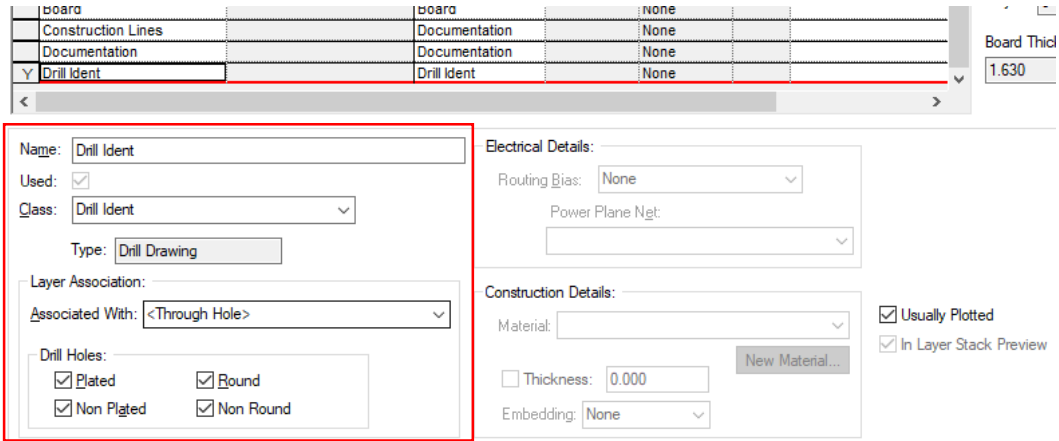 Board Board None
Construction Lines Documentation None
Documentation Documentation None
Y Drill Ident Drill Ident None
Board Thick
1.630
Name: Drill Ident
Used:
Class: Drill Ident
Type: Drill Drawing
Layer Association:
Associated With: <Through Hole>
Drill Holes:
Plated Round
Non Plated Non Round
Electrical Details:
Routing Bias: None
Power Plane Net:
Construction Details:
Material:
New Material...
Thickness: 0.000
Embedding: None
Usually Plotted
In Layer Stack Preview